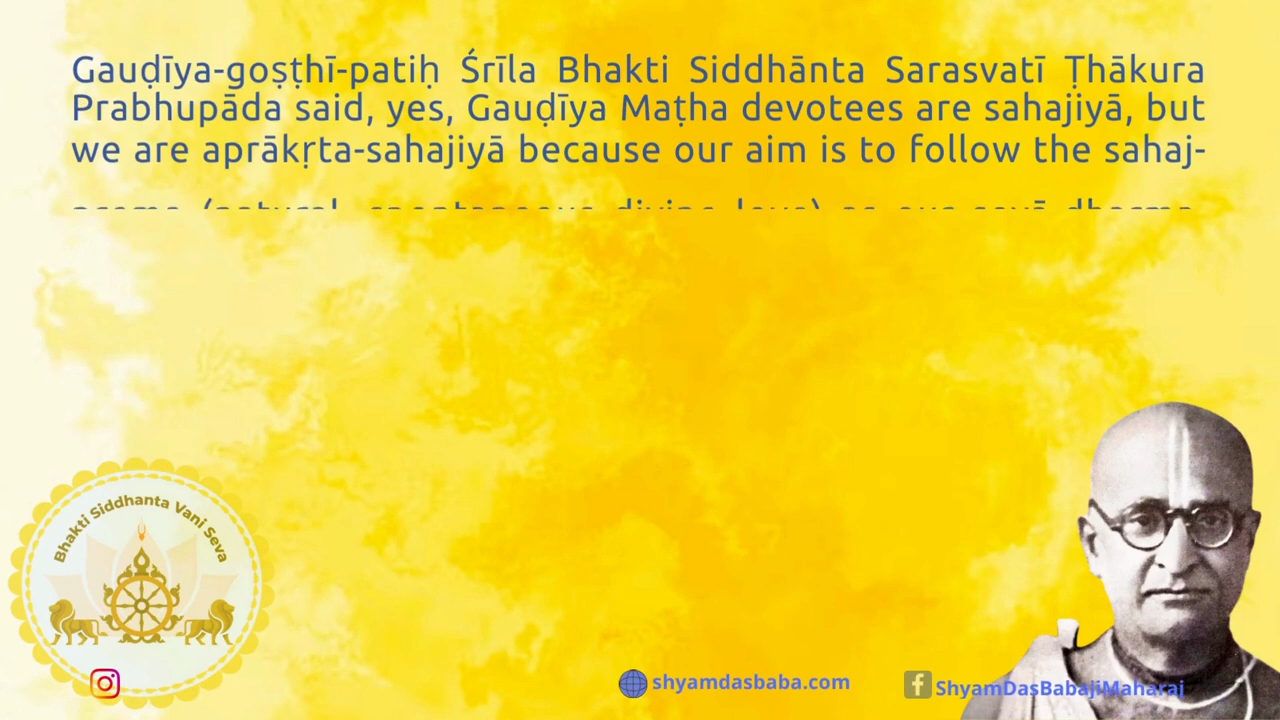 Gauḍīya-goṣṭhī-patiḥ Śrīla Bhakti Siddhānta Sarasvatī Ṭhākura
Prabhupāda said, yes, Gauḍīya Maṭha devotees are sahajiyā, but
we are aprākṛta-sahajiyā because our aim is to follow the sahaj-
Bhakti Siddhanta Vani Seva
shyamdasbaba.com
ShyamDasBabajiMaharaj